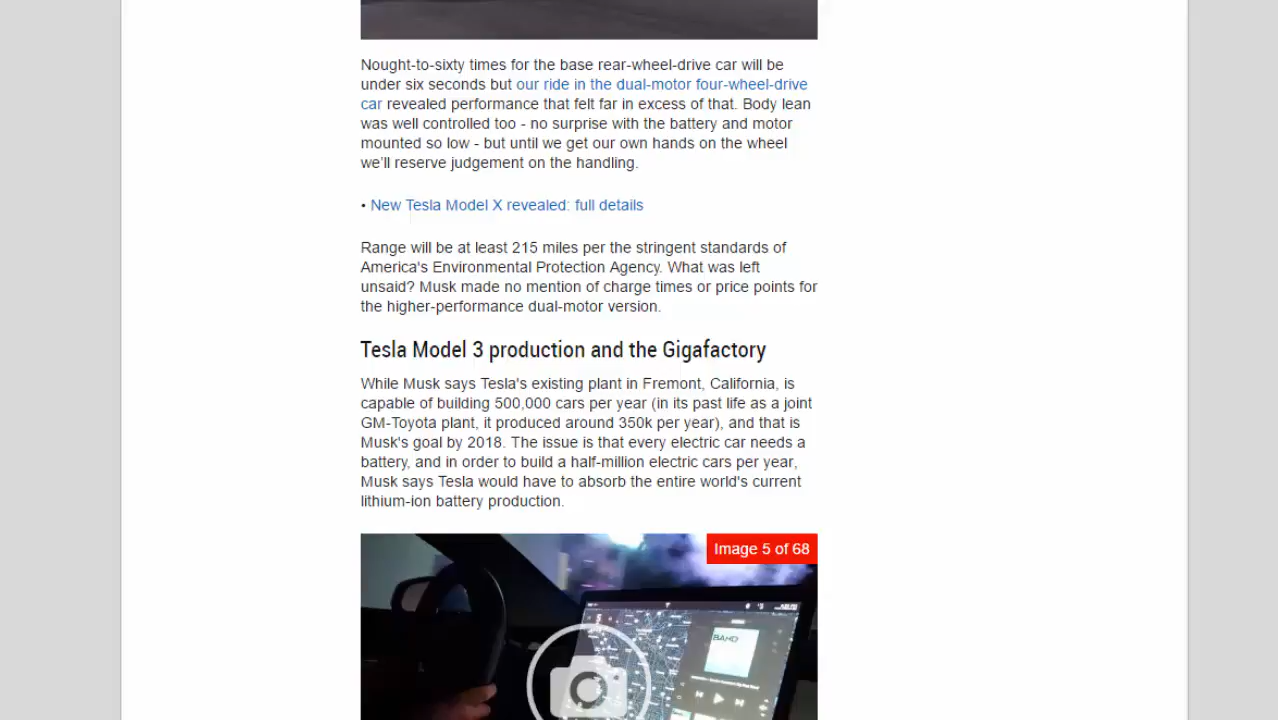 Nought-to-sixty times for the base rear-wheel-drive car will be
under six seconds but our ride in the dual-motor four-wheel-drive
car revealed performance that felt far in excess of that. Body lean
was well controlled too - no surprise with the battery and motor
mounted so low - but until we get our own hands on the wheel
we'll reserve judgement on the handling.
• New Tesla Model X revealed: full details
Range will be at least 215 miles per the stringent standards of
America's Environmental Protection Agency. What was left
unsaid? Musk made no mention of charge times or price points for
the higher-performance dual-motor version.
Tesla Model 3 production and the Gigafactory
While Musk says Tesla's existing plant in Fremont, California, is
capable of building 500,000 cars per year (in its past life as a joint
GM-Toyota plant, it produced around 350k per year), and that is
Musk's goal by 2018. The issue is that every electric car needs a
battery, and in order to build a half-million electric cars per year,
Musk says Tesla would have to absorb the entire world's current
lithium-ion battery production.
Image 5 of 68